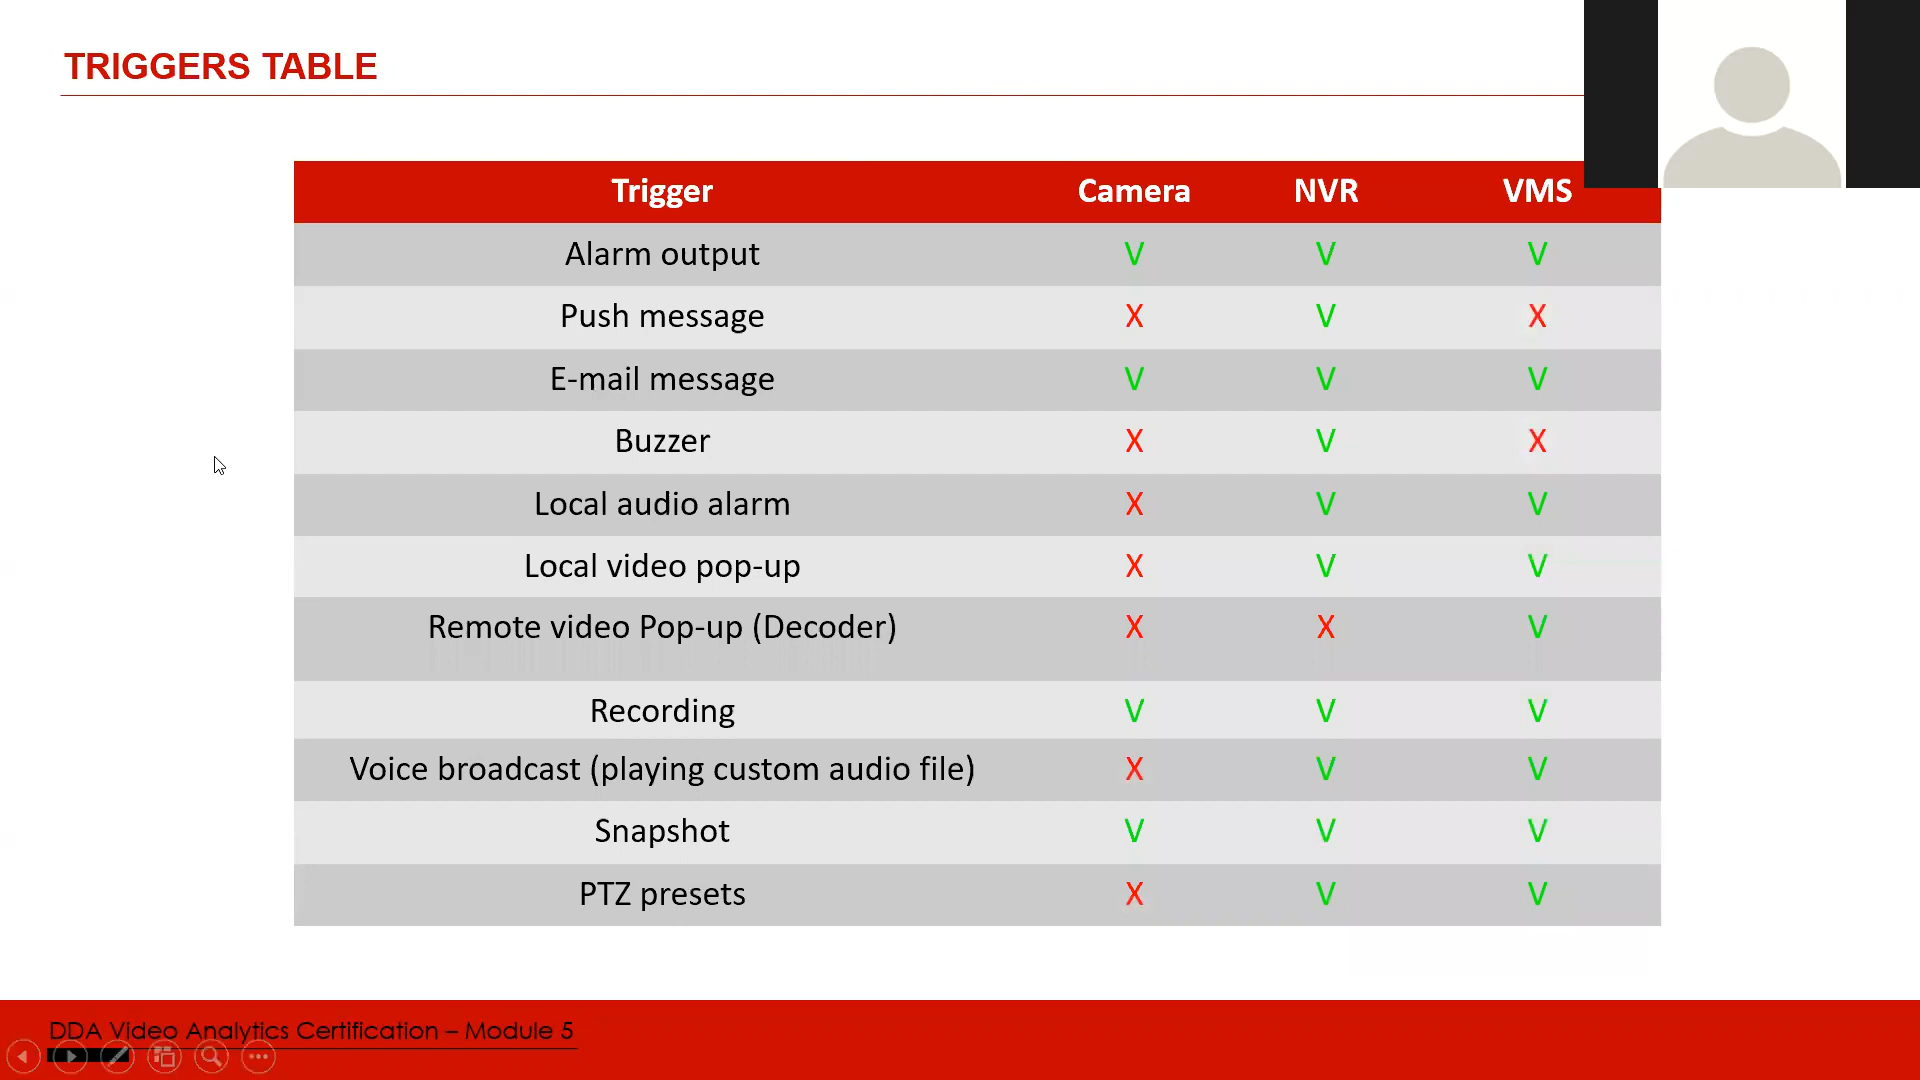 TRIGGERS TABLE
Trigger Camera NVR VMS
Alarm output V V V
Push message X V X
E-mail message V V V
Buzzer X V X
Local audio alarm X V V
Local video pop-up X V V
Remote video Pop-up (Decoder) X X V
Recording V V V
Voice broadcast (playing custom audio file) X V V
Snapshot V V V
PTZ presets X V V
DDA Video Analytics Certification – Module 5